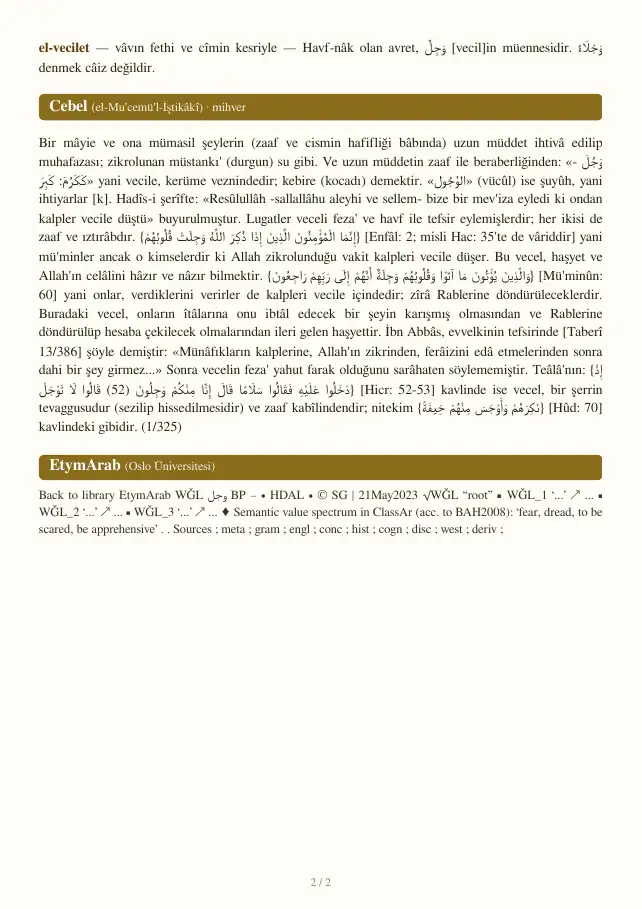 el-vecilet — vâvın fethi ve cîmin kesriyle — Havf-nâk olan avret, وَجِلٌ [vecil]in müennesidir. وَجْلَاءُ
denmek câiz değildir.
Cebel (el-Mu'cemü'l-İştikâkî) · mihver
Bir mâyie ve ona mümasil şeylerin (zaaf ve cismin hafifliği bâbında) uzun müddet ihtivâ edilip
muhafazası; zikrolunan müstankı' (durgun) su gibi. Ve uzun müddetin zaaf ile beraberliğinden: «- وَجُلَ
كَكَرُمَ: كَبِرَ» yani vecile, kerüme veznindedir; kebire (kocadı) demektir. «الوُجُول» (vücûl) ise şuyûh, yani
ihtiyarlar [k]. Hadîs-i şerîfte: «Resûlullâh -sallallâhu aleyhi ve sellem- bize bir mev'iza eyledi ki ondan
kalpler vecile düştü» buyurulmuştur. Lugatler veceli feza' ve havf ile tefsir eylemişlerdir; her ikisi de
zaaf ve ıztırâbdır. {إِنَّمَا الْمُؤْمِنُونَ الَّذِينَ إِذَا ذُكِرَ اللَّهُ وَجِلَتْ قُلُوبُهُمْ} [Enfâl: 2; misli Hac: 35'te de vâriddir] yani
mü'minler ancak o kimselerdir ki Allah zikrolunduğu vakit kalpleri vecile düşer. Bu vecel, haşyet ve
Allah'ın celâlini hâzır ve nâzır bilmektir. {وَالَّذِينَ يُؤْتُونَ مَا آتَوْا وَقُلُوبُهُمْ وَجِلَةٌ أَنَّهُمْ إِلَى رَبِّهِمْ رَاجِعُونَ} [Mü'minûn:
60] yani onlar, verdiklerini verirler de kalpleri vecile içindedir; zîrâ Rablerine döndürüleceklerdir.
Buradaki vecel, onların îtâlarına onu ibtâl edecek bir şeyin karışmış olmasından ve Rablerine
döndürülüp hesaba çekilecek olmalarından ileri gelen haşyettir. İbn Abbâs, evvelkinin tefsirinde [Taberî
13/386] şöyle demiştir: «Münâfıkların kalplerine, Allah'ın zikrinden, ferâizini edâ etmelerinden sonra
dahi bir şey girmez...» Sonra vecelin feza' yahut farak olduğunu sarâhaten söylememiştir. Teâlâ'nın: {إِذْ
دَخَلُوا عَلَيْهِ فَقَالُوا سَلَامًا قَالَ إِنَّا مِنْكُمْ وَجِلُونَ (52) قَالُوا لَا تَوْجَلْ} [Hicr: 52-53] kavlinde ise vecel, bir şerrin
tevaggusudur (sezilip hissedilmesidir) ve zaaf kabîlindendir; nitekim {نَكِرَهُمْ وَأَوْجَسَ مِنْهُمْ خِيفَةً} [Hûd: 70]
kavlindeki gibidir. (1/325)
EtymArab (Oslo Üniversitesi)
Back to library EtymArab WǦL وجل BP – • HDAL • © SG | 21May2023 √WǦL “root” ▪ WǦL_1 ‘...’ ↗ ... ▪
WǦL_2 ‘...’ ↗ ... ▪ WǦL_3 ‘...’ ↗ ... ♦ Semantic value spectrum in ClassAr (acc. to BAH2008): ‘fear, dread, to be
scared, be apprehensive’ . . Sources ; meta ; gram ; engl ; conc ; hist ; cogn ; disc ; west ; deriv ;
2 / 2